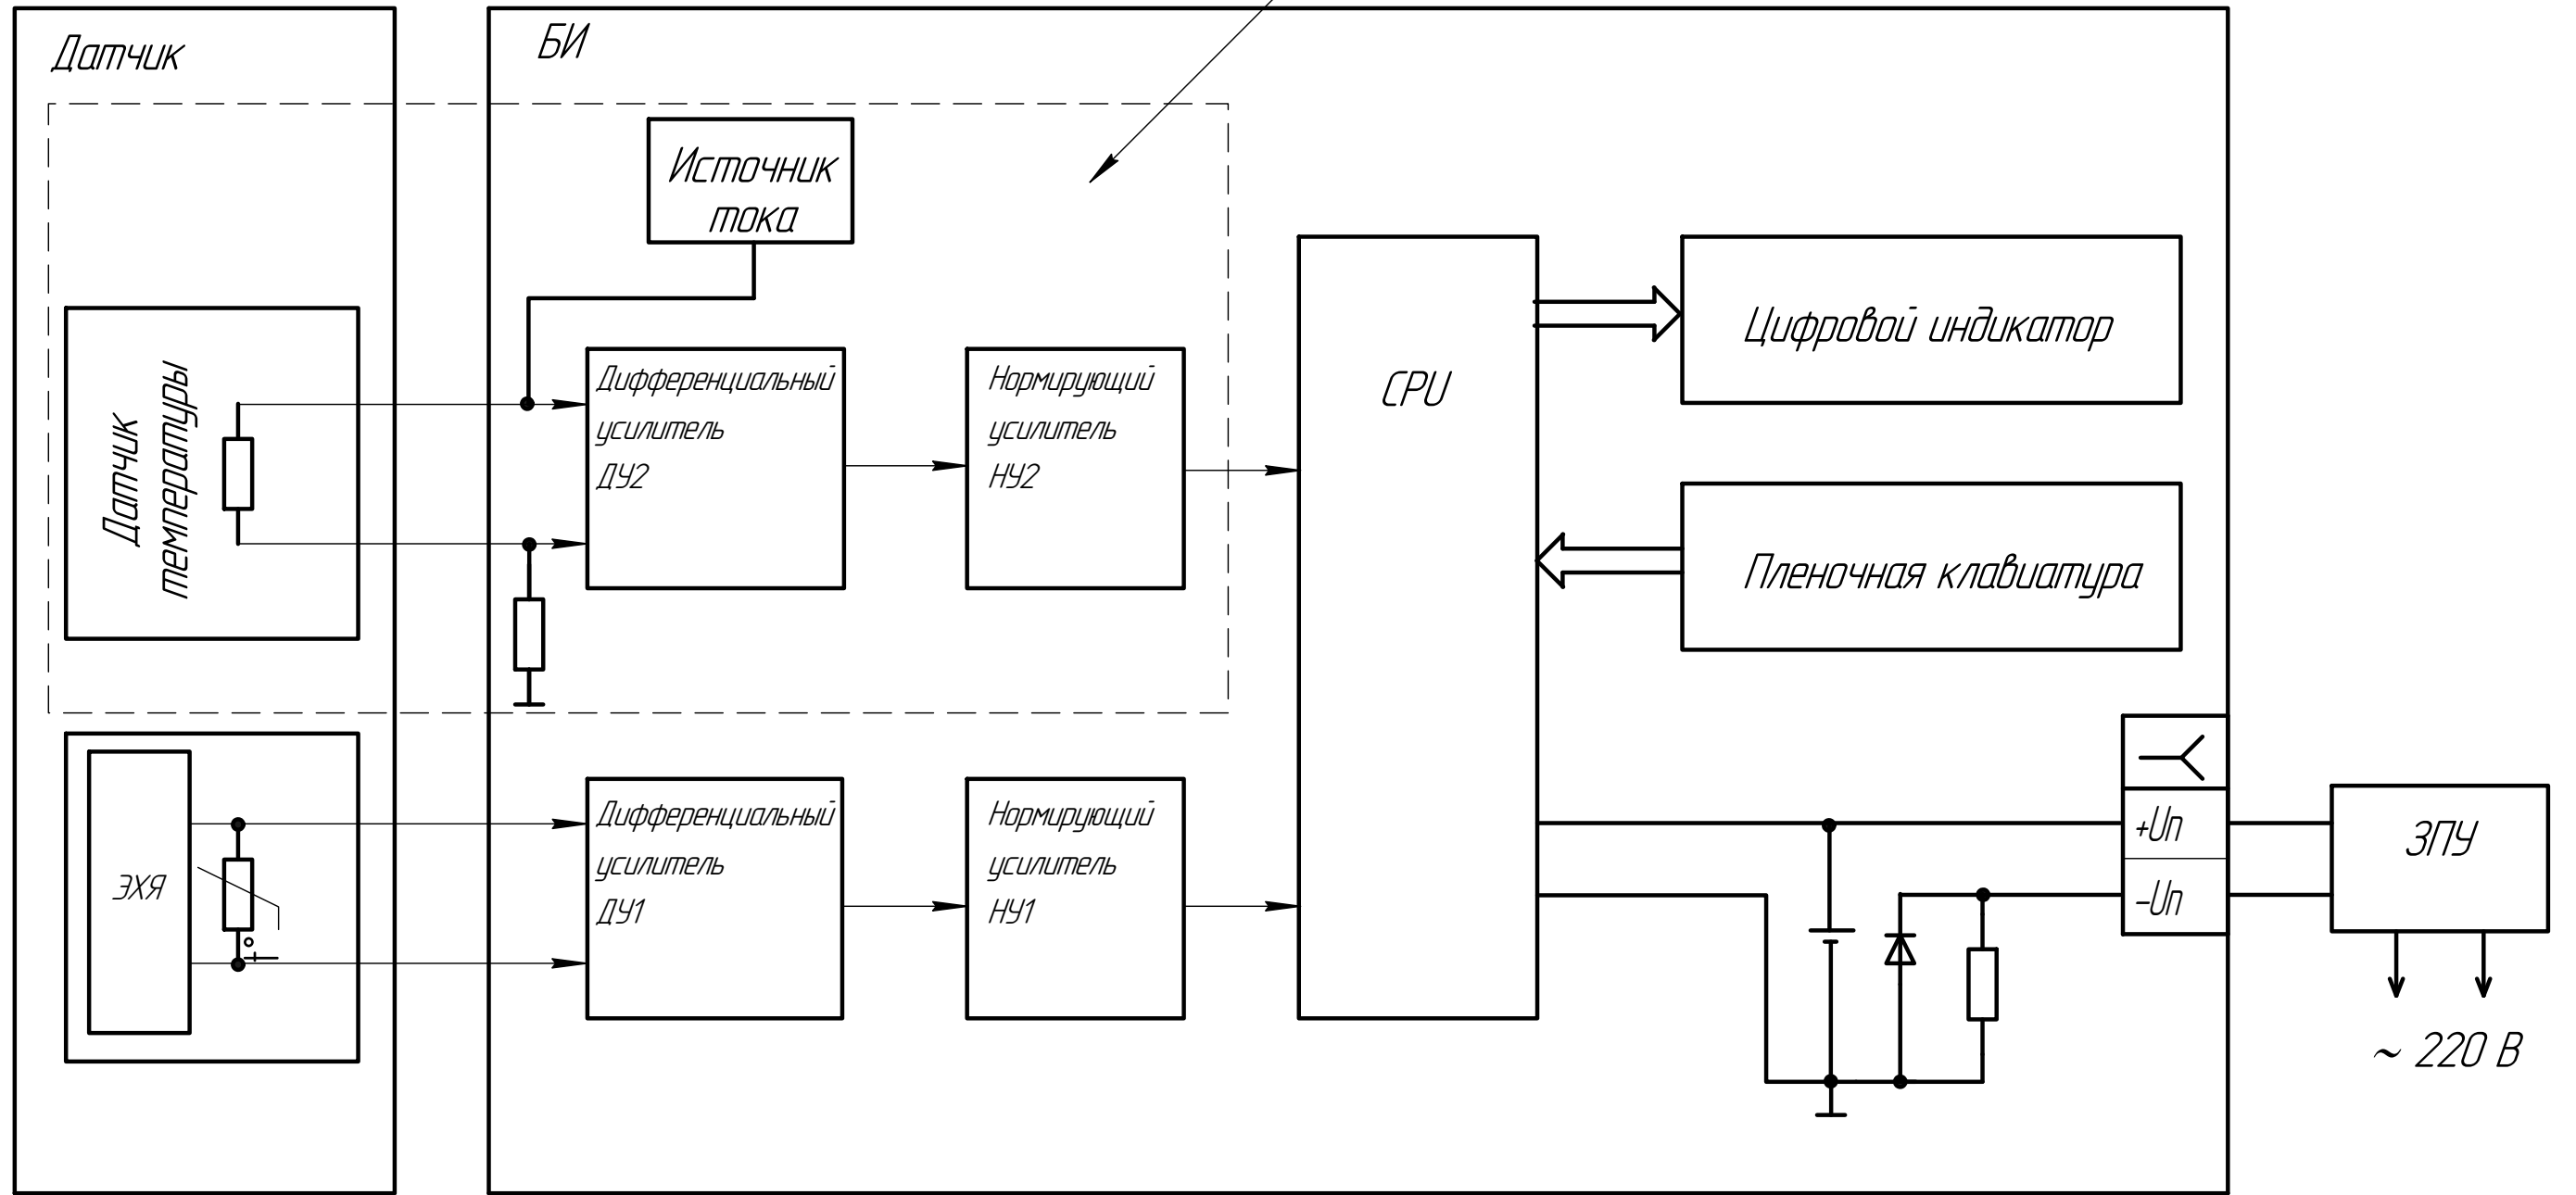 Датчик
БИ
Источник
тока
Датчик
температуры
Дифференциальный
усилитель
ДУ2
Нормирующий
усилитель
НУ2
CPU
Цифровой индикатор
Пленочная клавиатура
ЭХЯ
t°
Дифференциальный
усилитель
ДУ1
Нормирующий
усилитель
НУ1
+Uп
-Uп
ЗПУ
~ 220 В